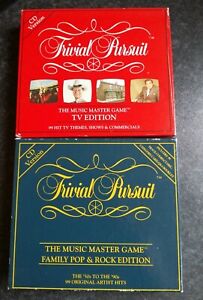 CD
Version
Trivial Pursuit
THE MUSIC MASTER GAME
TV EDITION
99 HIT TV THEMES, SHOWS & COMMERCIALS
CD
Version
Trivial Pursuit
THE MUSIC MASTER GAME
FAMILY POP & ROCK EDITION
THE '50s TO THE '90s
99 ORIGINAL ARTIST HITS